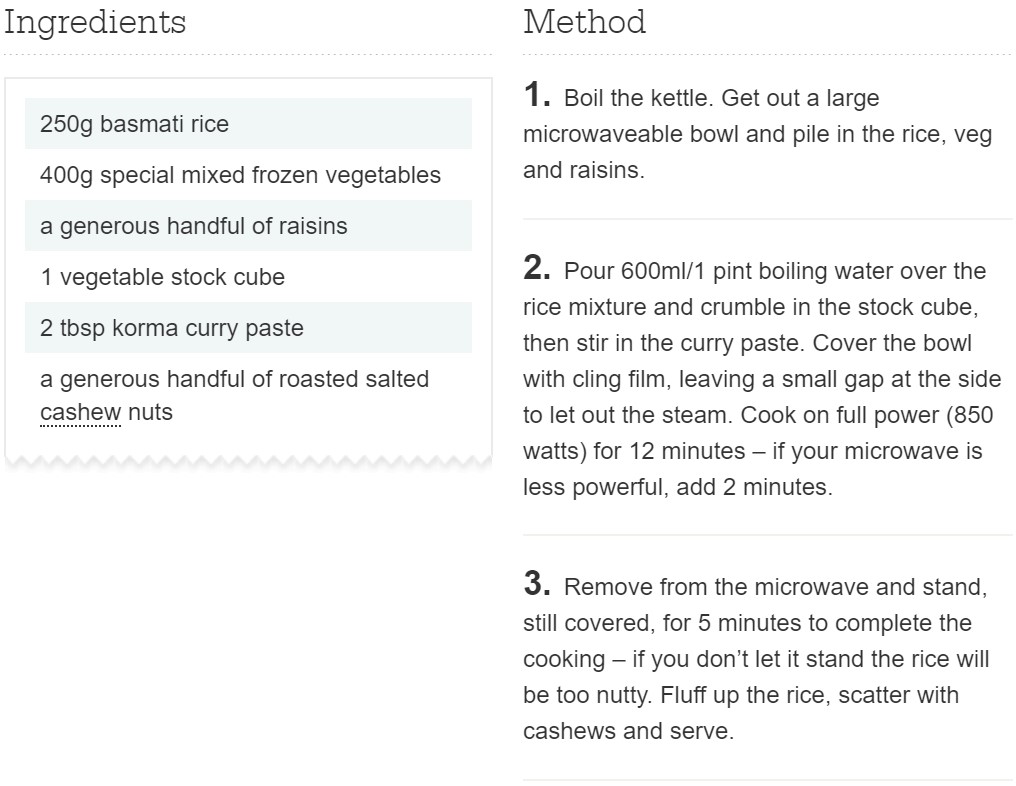 Ingredients
250g basmati rice
400g special mixed frozen vegetables
a generous handful of raisins
1 vegetable stock cube
2 tbsp korma curry paste
a generous handful of roasted salted
cashew nuts
Method
1. Boil the kettle. Get out a large
microwaveable bowl and pile in the rice, veg
and raisins.
2. Pour 600ml/1 pint boiling water over the
rice mixture and crumble in the stock cube,
then stir in the curry paste. Cover the bowl
with cling film, leaving a small gap at the side
to let out the steam. Cook on full power (850
watts) for 12 minutes – if your microwave is
less powerful, add 2 minutes.
3. Remove from the microwave and stand,
still covered, for 5 minutes to complete the
cooking – if you don’t let it stand the rice will
be too nutty. Fluff up the rice, scatter with
cashews and serve.